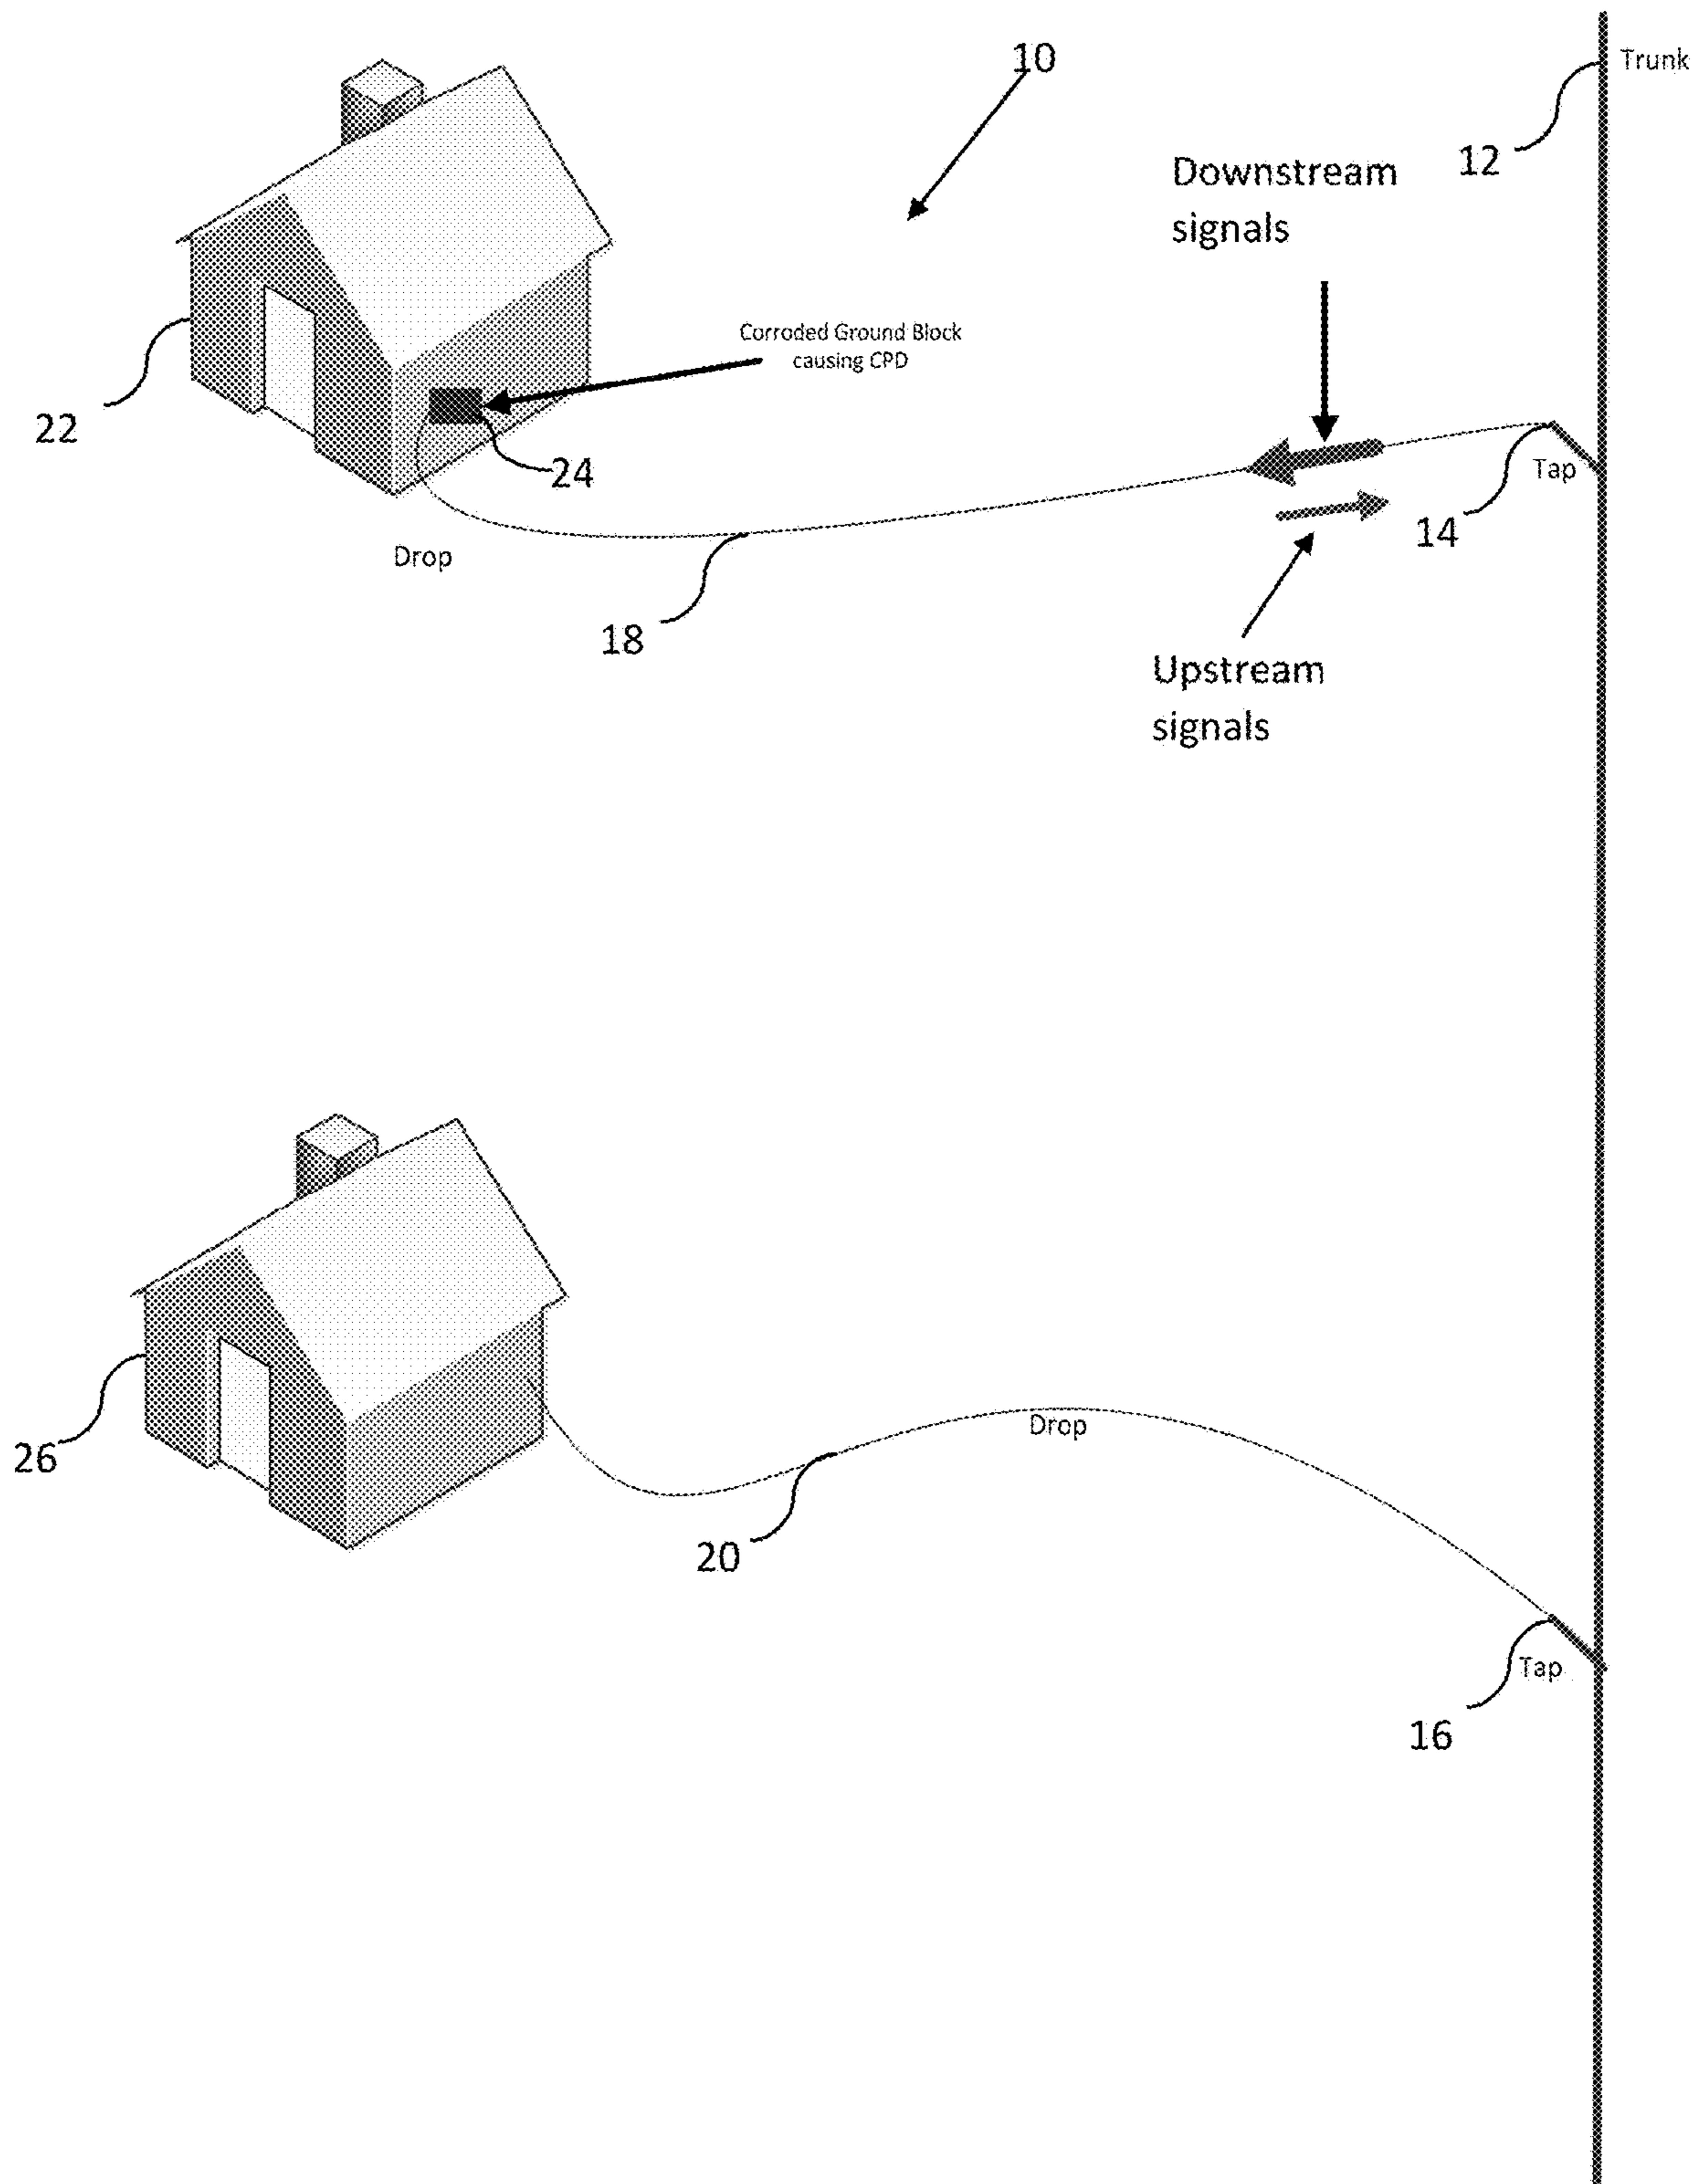 10
Trunk
12
Downstream
signals
Corroded Ground Block
causing CPD
22
24
Tap
14
Drop
18
Upstream
signals
Drop
26
20
Tap
16